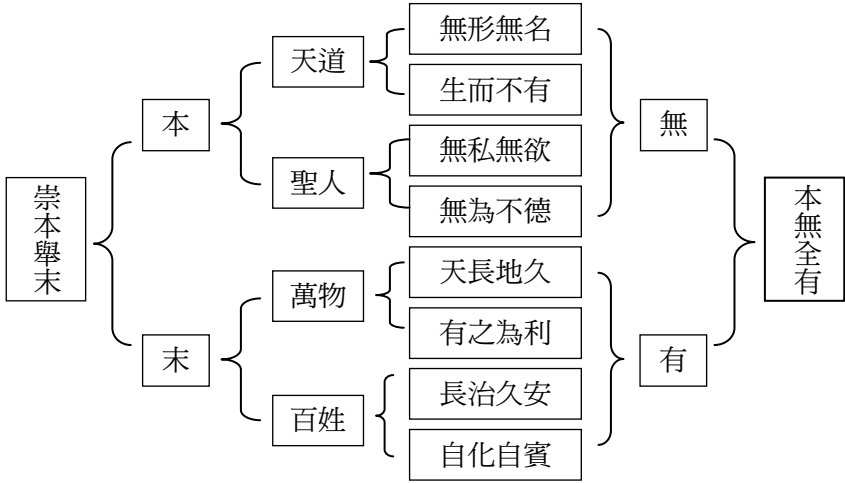 崇本舉末
本
末
天道
聖人
萬物
百姓
無形無名
生而不有
無私無欲
無為不德
天長地久
有之為利
長治久安
自化自賓
無
有
本無全有